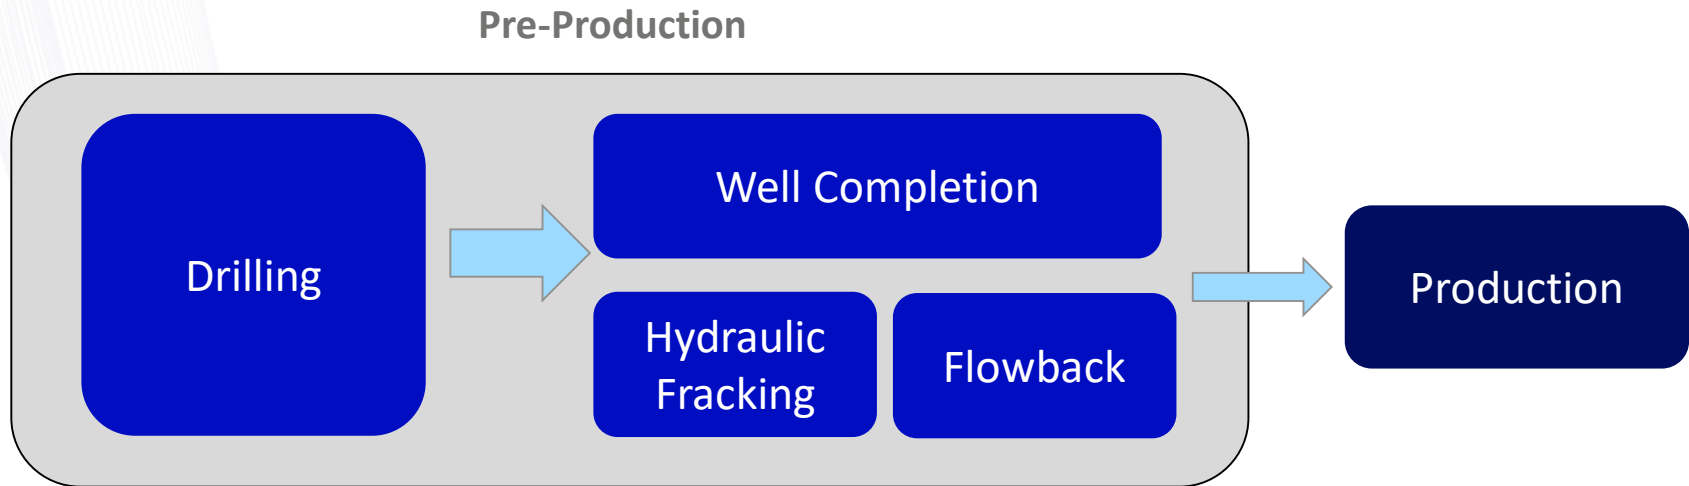 Pre-Production
Drilling
Well Completion
Hydraulic
Fracking
Flowback
Production